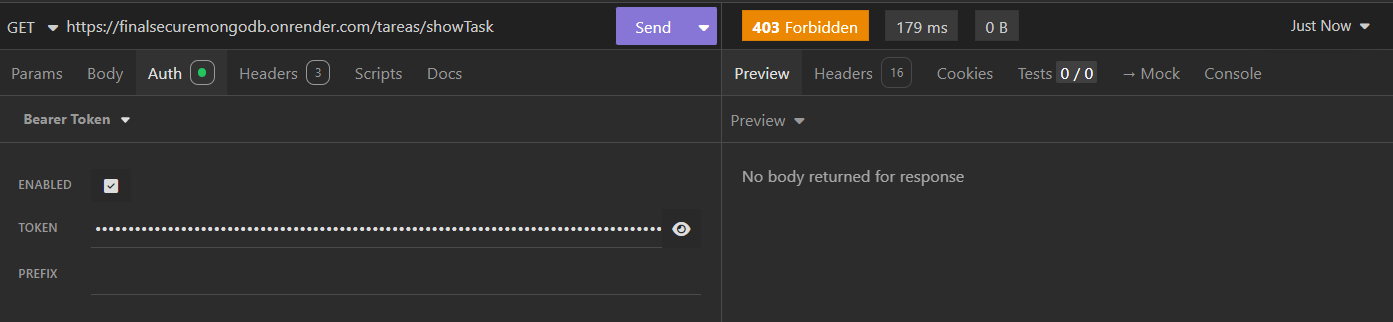 GET https://finalsecuremongodb.onrender.com/tareas/showTask Send
403 Forbidden 179 ms 0 B Just Now
Params Body Auth Headers 3 Scripts Docs
Preview Headers 16 Cookies Tests 0 / 0 → Mock Console
Bearer Token
Preview
ENABLED
No body returned for response
TOKEN ••••••••••••••••••••••••••••••••••••••••••••••••••••••••••••••••••••••••••••••••••••••
PREFIX